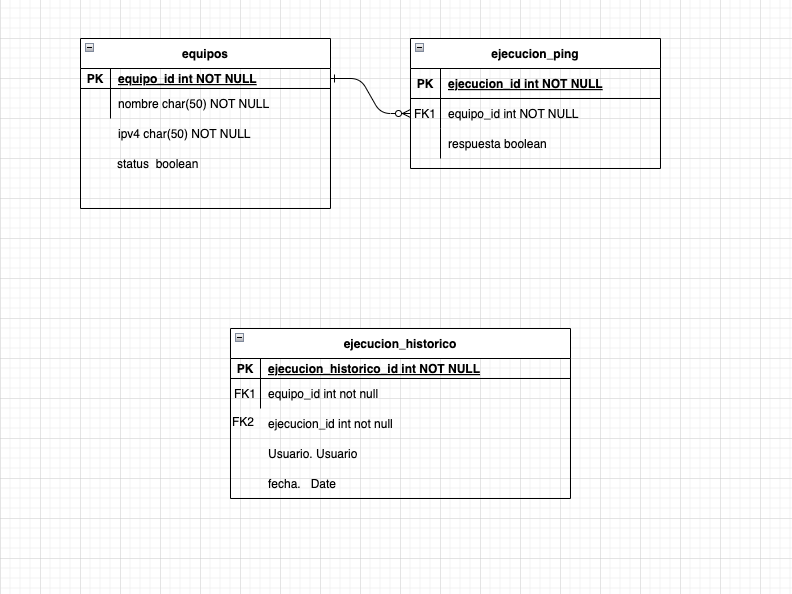 equipos
PK equipo_id int NOT NULL
nombre char(50) NOT NULL
ipv4 char(50) NOT NULL
status  boolean
ejecucion_ping
PK ejecucion_id int NOT NULL
FK1 equipo_id int NOT NULL
respuesta boolean
ejecucion_historico
PK ejecucion_historico_id int NOT NULL
FK1 equipo_id int not null
FK2 ejecucion_id int not null
Usuario. Usuario
fecha.   Date